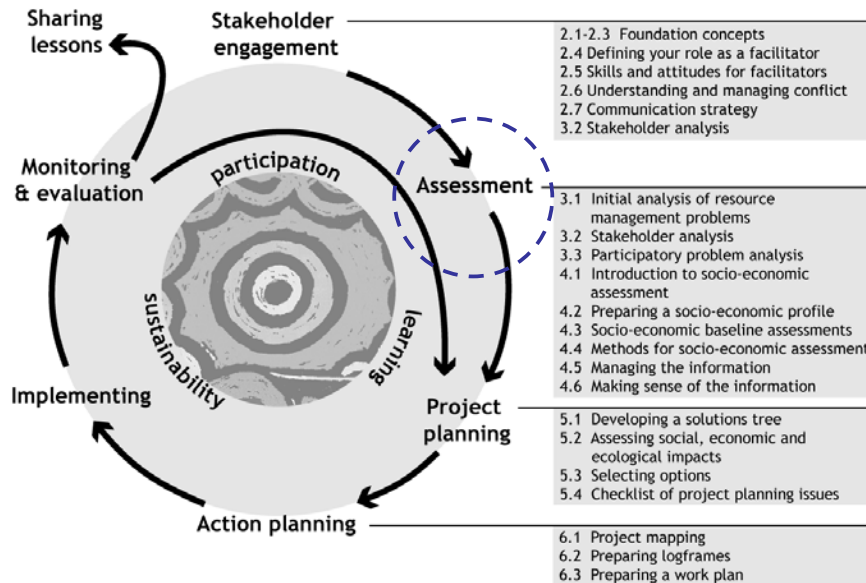 Sharing
lessons
Stakeholder
engagement
Monitoring
& evaluation
participation
Assessment
sustainability
learning
Implementing
Project
planning
Action planning
2.1-2.3 Foundation concepts
2.4 Defining your role as a facilitator
2.5 Skills and attitudes for facilitators
2.6 Understanding and managing conflict
2.7 Communication strategy
3.2 Stakeholder analysis
3.1 Initial analysis of resource
management problems
3.2 Stakeholder analysis
3.3 Participatory problem analysis
4.1 Introduction to socio-economic
assessment
4.2 Preparing a socio-economic profile
4.3 Socio-economic baseline assessments
4.4 Methods for socio-economic assessment
4.5 Managing the information
4.6 Making sense of the information
5.1 Developing a solutions tree
5.2 Assessing social, economic and
ecological impacts
5.3 Selecting options
5.4 Checklist of project planning issues
6.1 Project mapping
6.2 Preparing logframes
6.3 Preparing a work plan